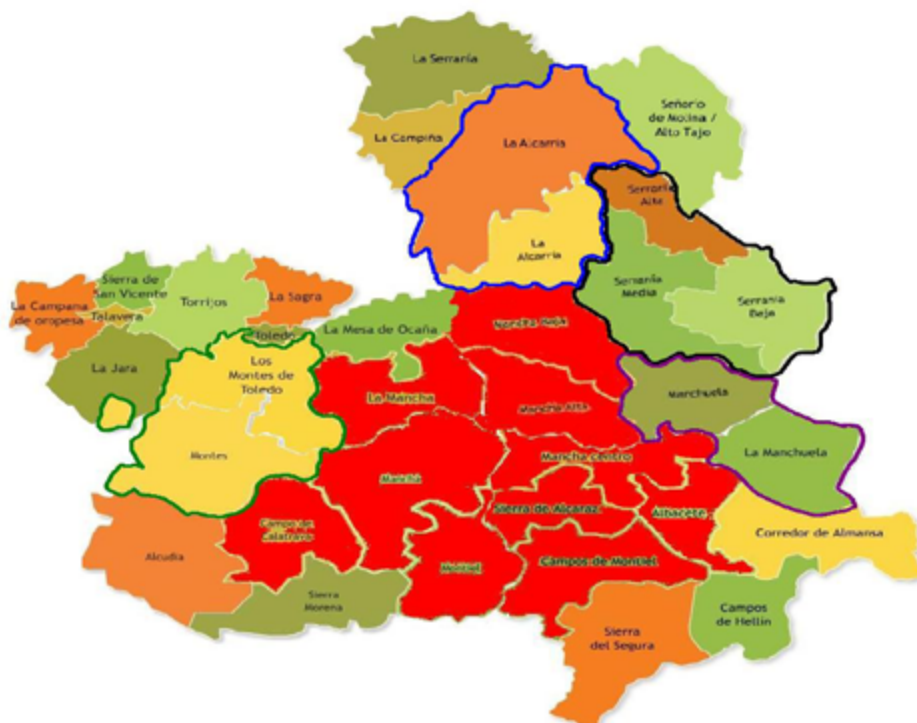 La Serranía
Señorío
de Molina /
Alto Tajo
La Campiña
La Alcarria
Serranía
Alta
La
Alcarria
Serranía
Media
Serranía
Baja
Sierra de
San Vicente
La Campana
de oropesa
Talavera
Torrijos
La Sagra
Toledo
La Mesa de Ocaña
Mancha Baja
La Jara
Los
Montes de
Toledo
La Mancha
Mancha Alta
Manchuela
La Manchuela
Montes
Mancha
Mancha centro
Sierra de Alcaraz
Albacete
Campo de
Calatrava
Corredor de Almansa
Alcudia
Montiel
Campos de Montiel
Sierra
Morena
Campos
de Hellín
Sierra
del Segura